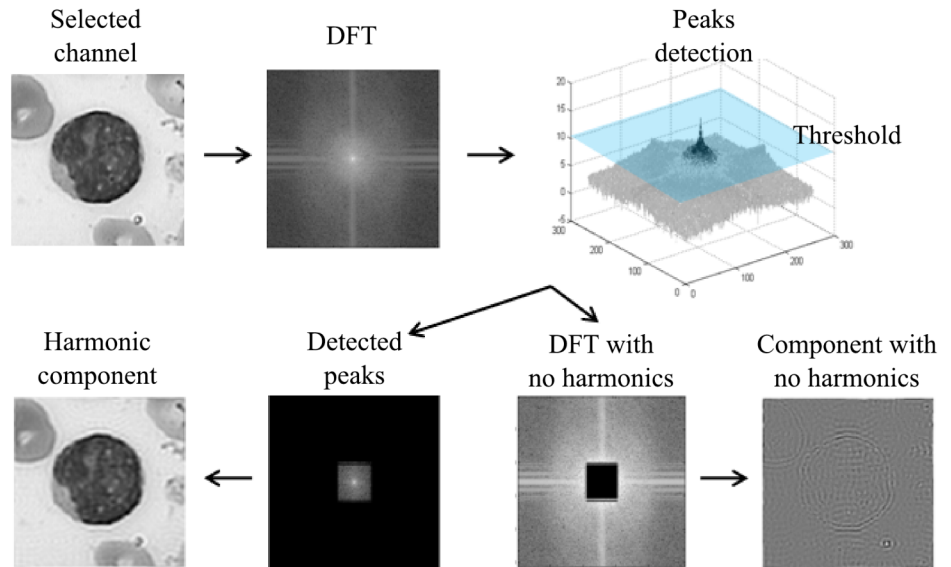 Selected
channel
DFT
Peaks
detection
20
15
10
5
0
-5
300
200
100
0
0
100
200
300
Threshold
Harmonic
component
Detected
peaks
DFT with
no harmonics
Component with
no harmonics